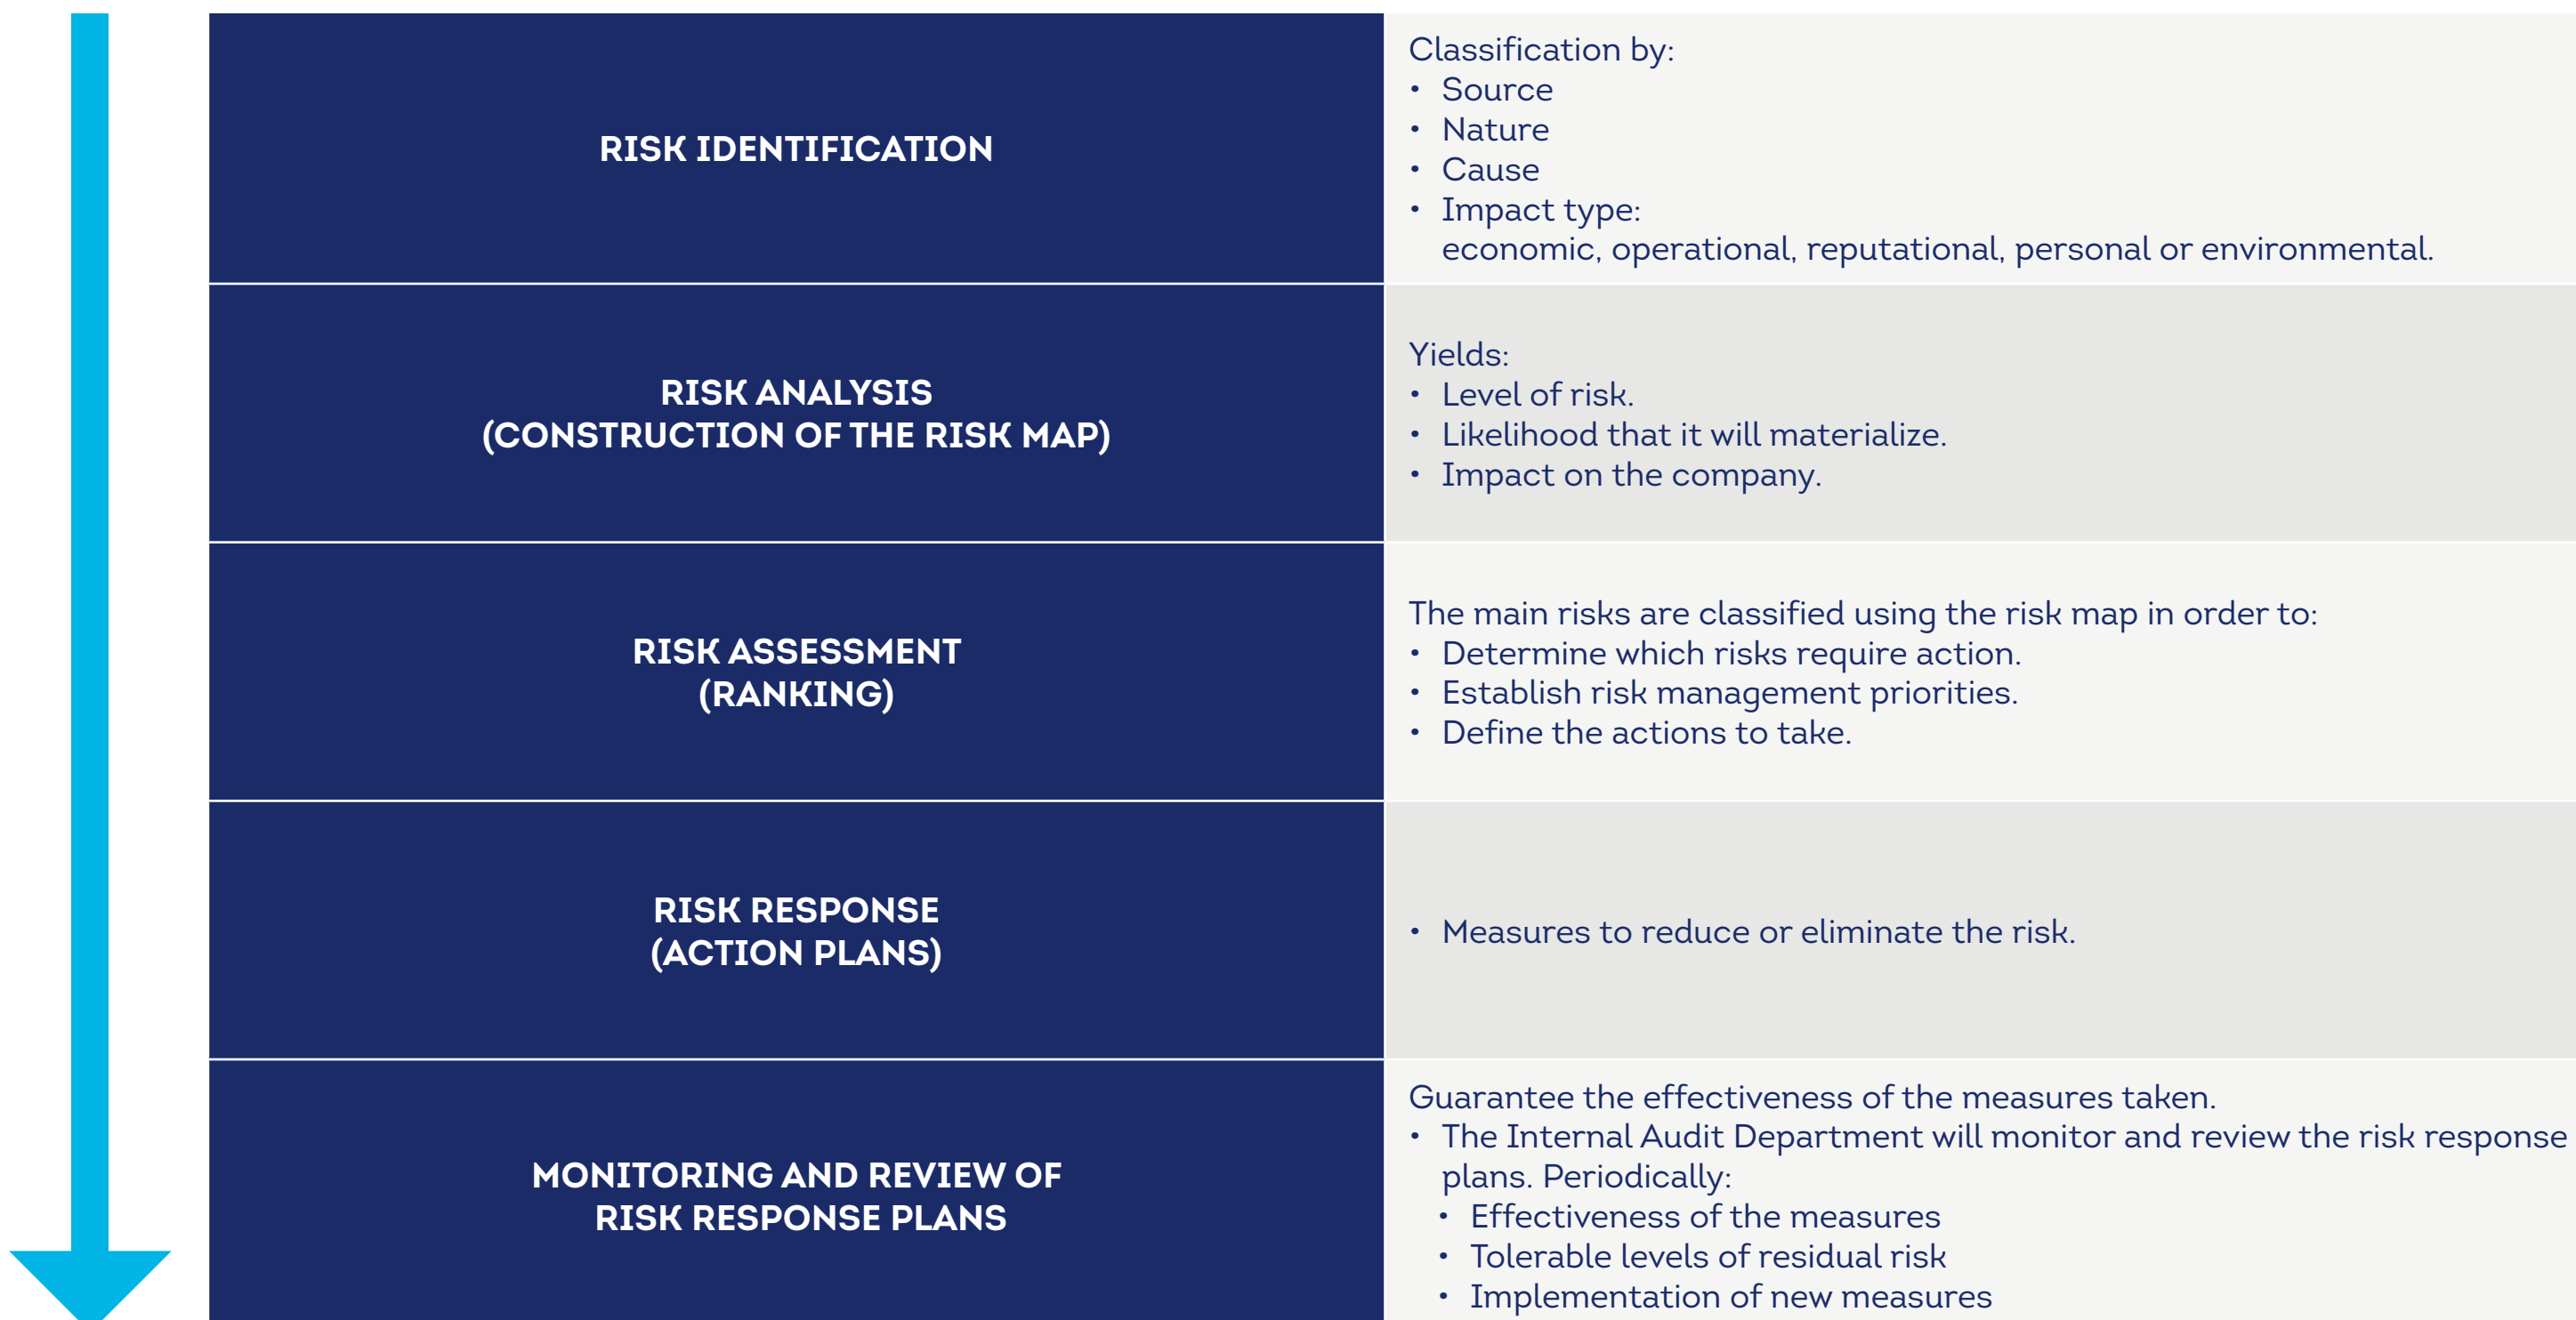 RISK IDENTIFICATION
Classification by:
• Source
• Nature
• Cause
• Impact type:
economic, operational, reputational, personal or environmental.
RISK ANALYSIS
(CONSTRUCTION OF THE RISK MAP)
Yields:
• Level of risk.
• Likelihood that it will materialize.
• Impact on the company.
RISK ASSESSMENT
(RANKING)
The main risks are classified using the risk map in order to:
• Determine which risks require action.
• Establish risk management priorities.
• Define the actions to take.
RISK RESPONSE
(ACTION PLANS)
• Measures to reduce or eliminate the risk.
MONITORING AND REVIEW OF
RISK RESPONSE PLANS
Guarantee the effectiveness of the measures taken.
• The Internal Audit Department will monitor and review the risk response
plans. Periodically:
• Effectiveness of the measures
• Tolerable levels of residual risk
• Implementation of new measures